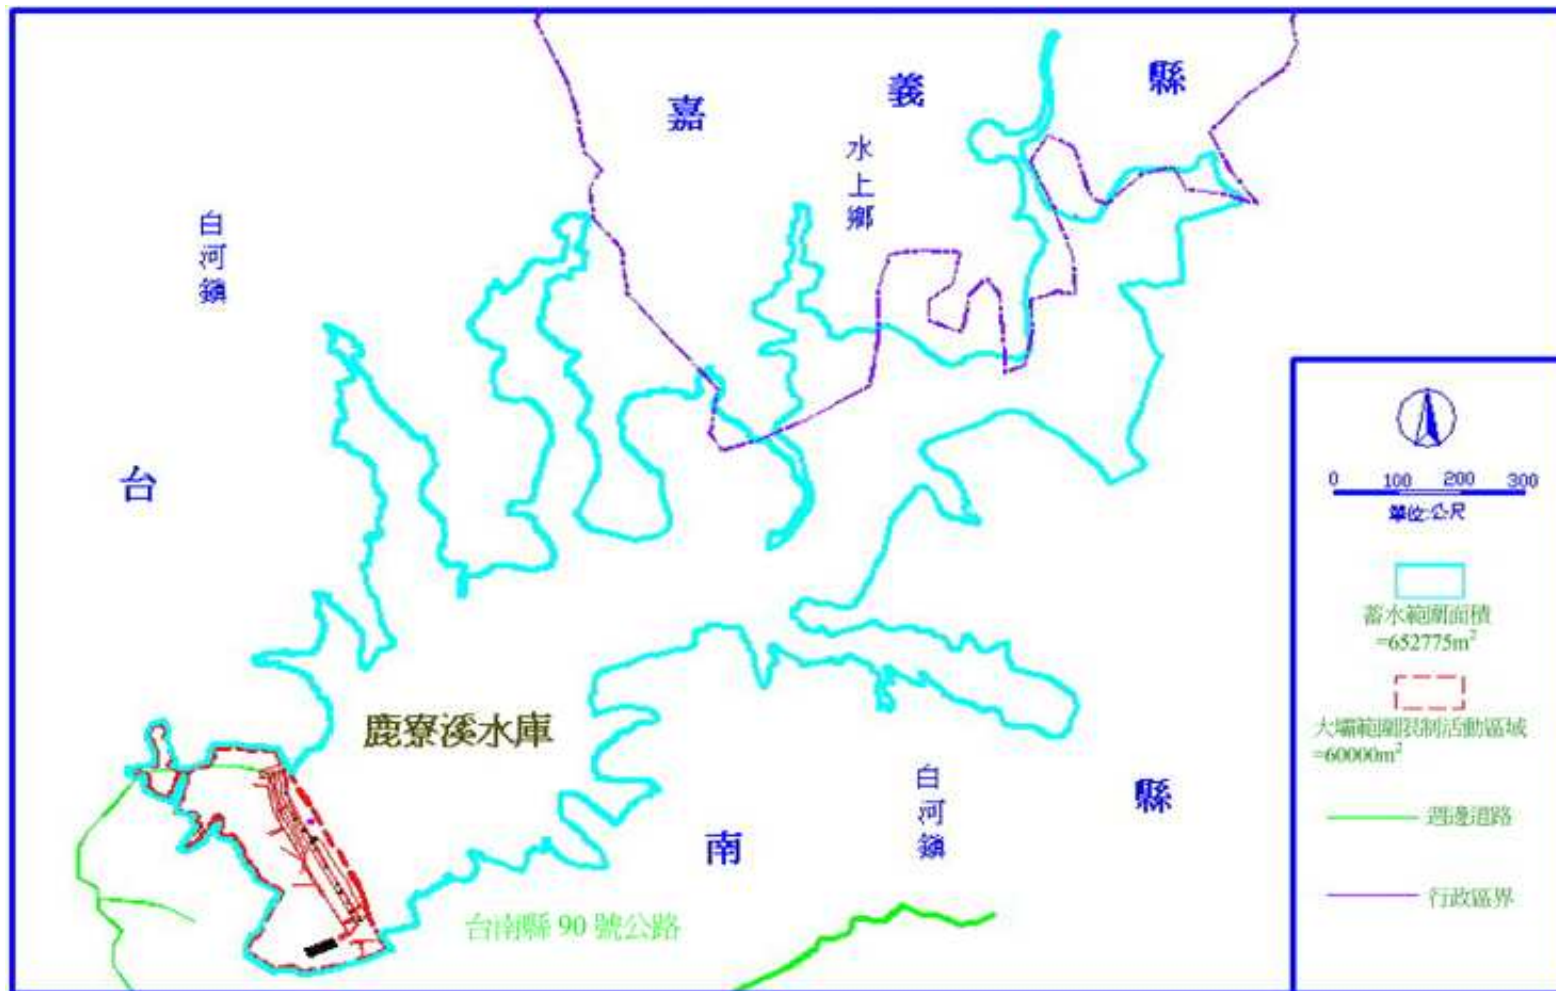 嘉義縣
水上鄉
白河鎮
台南縣
鹿寮溪水庫
白河鎮
台南縣 90 號公路
0 100 200 300
單位:公尺
蓄水範圍面積
=652775m²
大壩範圍限制活動區域
=60000m²
週邊道路
行政區界